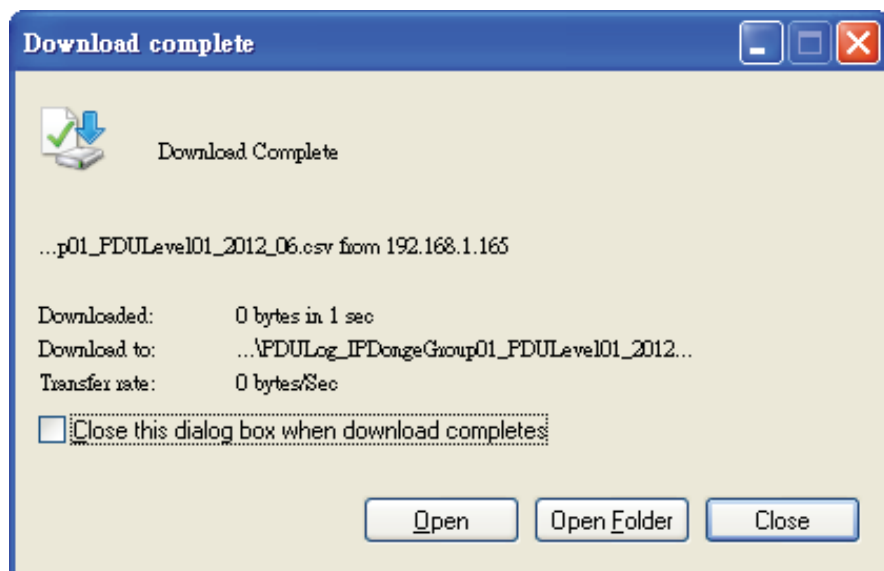 Download complete
Download Complete
...p01_PDULevel01_2012_06.csv from 192.168.1.165
Downloaded: 0 bytes in 1 sec
Download to: ...\PDULog_IPDongeGroup01_PDULevel01_2012...
Transfer rate: 0 bytes/Sec
Close this dialog box when download completes
Open Open Folder Close